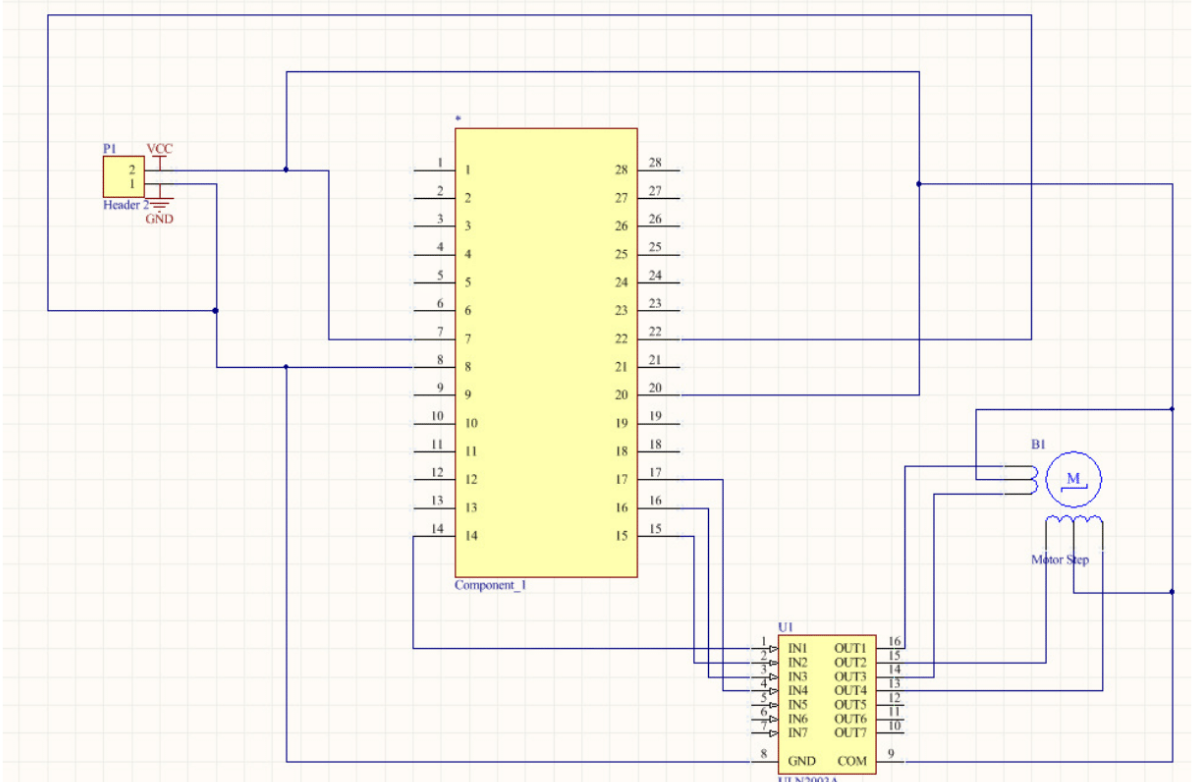 *
P1 VCC
2
1
Header 2
GND
1 1 28 28
2 2 27 27
3 3 26 26
4 4 25 25
5 5 24 24
6 6 23 23
7 7 22 22
8 8 21 21
9 9 20 20
10 10 19 19
11 11 18 18
12 12 17 17
13 13 16 16
14 14 15 15
Component_1
B1
M
Motor Step
U1
1 IN1 OUT1 16
2 IN2 OUT2 15
3 IN3 OUT3 14
4 IN4 OUT4 13
5 IN5 OUT5 12
6 IN6 OUT6 11
7 IN7 OUT7 10
8 GND COM 9
ULN2003A